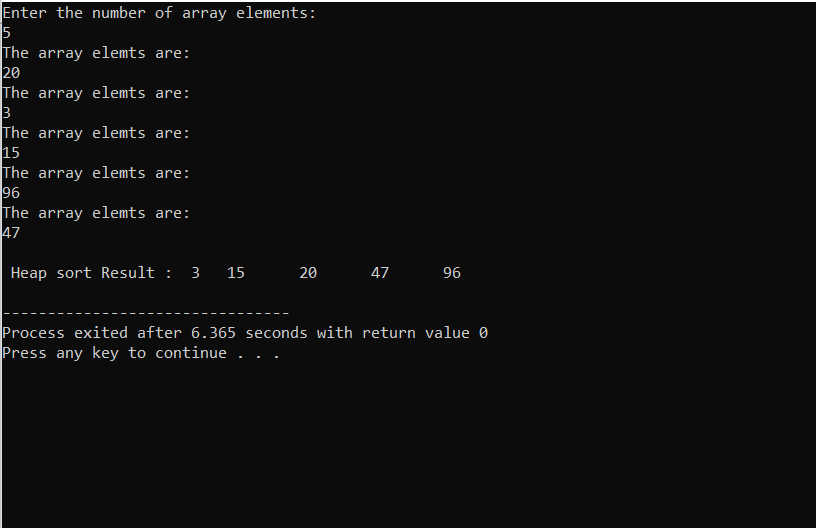 Enter the number of array elements:
5
The array elemts are:
20
The array elemts are:
3
The array elemts are:
15
The array elemts are:
96
The array elemts are:
47
Heap sort Result :  3   15      20      47      96
--------------------------------
Process exited after 6.365 seconds with return value 0
Press any key to continue . . .